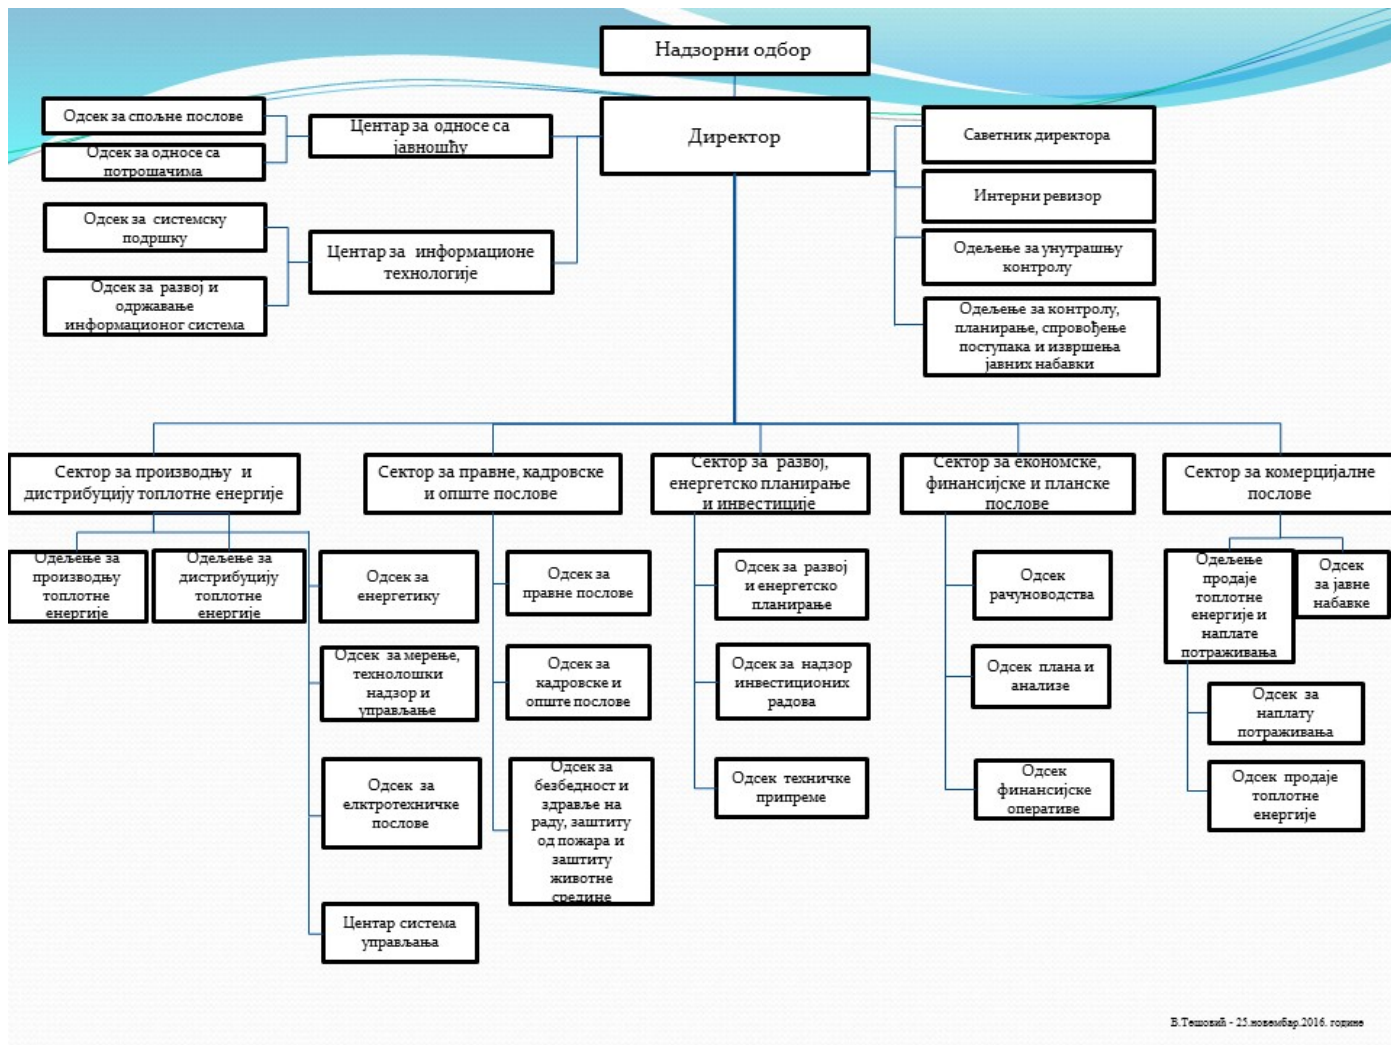 Надзорни одбор
Директор
Одсек за спољне послове
Одсек за односе са
потрошачима
Центар за односе са
јавношћу
Одсек за системску
подршку
Одсек за развој и
одржавање
информационог система
Центар за информационе
технологије
Саветник директора
Интерни ревизор
Одељење за унутрашњу
контролу
Одељење за контролу,
планирање, спровођење
поступака и извршења
јавних набавки
Сектор за производњу и
дистрибуцију топлотне енергије
Сектор за правне, кадровске
и опште послове
Сектор за развој,
енергетско планирање
и инвестиције
Сектор за економске,
финансијске и планске
послове
Сектор за комерцијалне
послове
Одељење за
производњу
топлотне
енергије
Одељење за
дистрибуцију
топлотне
енергије
Одсек за
енергетику
Одсек за мерење,
технолошки
надзор и
управљање
Одсек за
елктротехничке
послове
Центар система
управљања
Одсек за
правне послове
Одсек за
кадровске и
опште послове
Одсек за
безбедност и
здравље на
раду, заштиту
од пожара и
заштиту
животне
средине
Одсек за развој
и енергетско
планирање
Одсек за надзор
инвестиционих
радова
Одсек техничке
припреме
Одсек
рачуноводства
Одсек плана и
анализе
Одсек
финансијске
оперативе
Одељење
продаје
топлотне
енергије и
наплате
потраживања
Одсек
за јавне
набавке
Одсек за
наплату
потраживања
Одсек продаје
топлотне
енергије
В.Тешовић - 25.новембар.2016. године